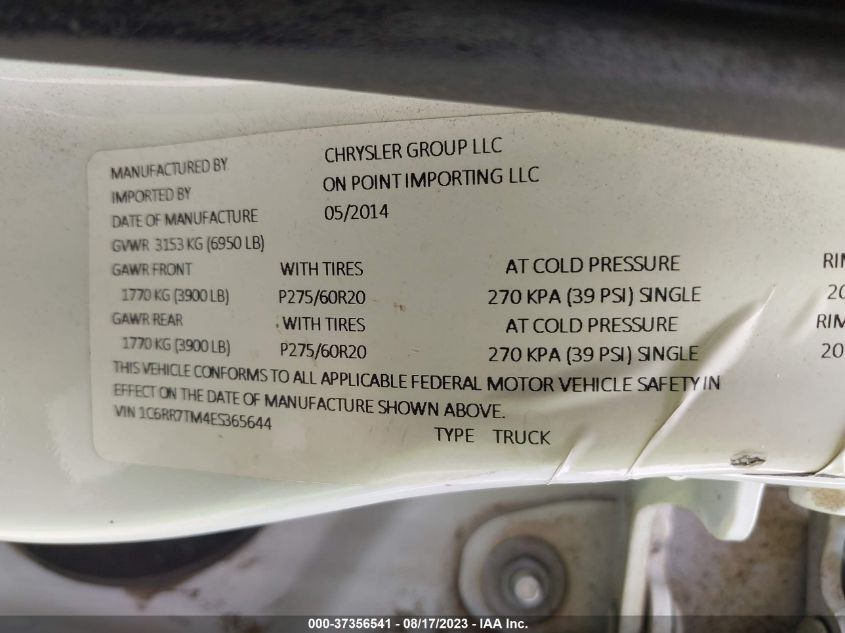 MANUFACTURED BY CHRYSLER GROUP LLC
IMPORTED BY ON POINT IMPORTING LLC
DATE OF MANUFACTURE 05/2014
GVWR 3153 KG (6950 LB)
GAWR FRONT WITH TIRES AT COLD PRESSURE RIM
1770 KG (3900 LB) P275/60R20 270 KPA (39 PSI) SINGLE 20
GAWR REAR WITH TIRES AT COLD PRESSURE RIM
1770 KG (3900 LB) P275/60R20 270 KPA (39 PSI) SINGLE 20
THIS VEHICLE CONFORMS TO ALL APPLICABLE FEDERAL MOTOR VEHICLE SAFETY IN
EFFECT ON THE DATE OF MANUFACTURE SHOWN ABOVE.
VIN 1C6RR7TM4ES365644 TYPE TRUCK
000-37356541 - 08/17/2023 - IAA Inc.